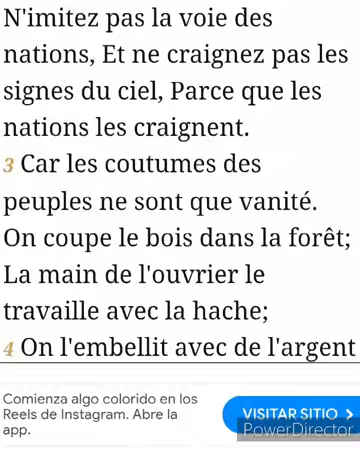 N'imitez pas la voie des
nations, Et ne craignez pas les
signes du ciel, Parce que les
nations les craignent.
3 Car les coutumes des
peuples ne sont que vanité.
On coupe le bois dans la forêt;
La main de l'ouvrier le
travaille avec la hache;
4 On l'embellit avec de l'argent
Comienza algo colorido en los
Reels de Instagram. Abre la
app.
VISITAR SITIO >
PowerDirector